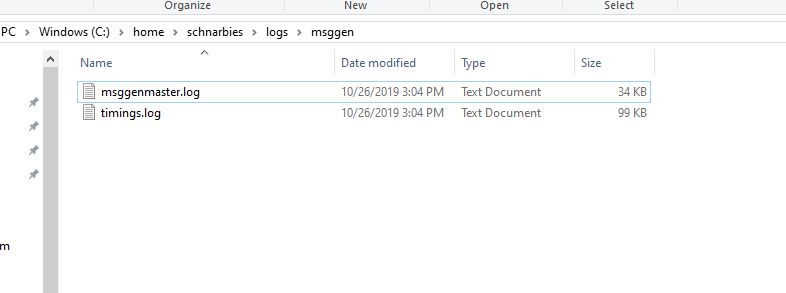 Organize New Open Select
PC > Windows (C:) > home > schnarbies > logs > msggen
Name Date modified Type Size
msggenmaster.log 10/26/2019 3:04 PM Text Document 34 KB
timings.log 10/26/2019 3:04 PM Text Document 99 KB
m